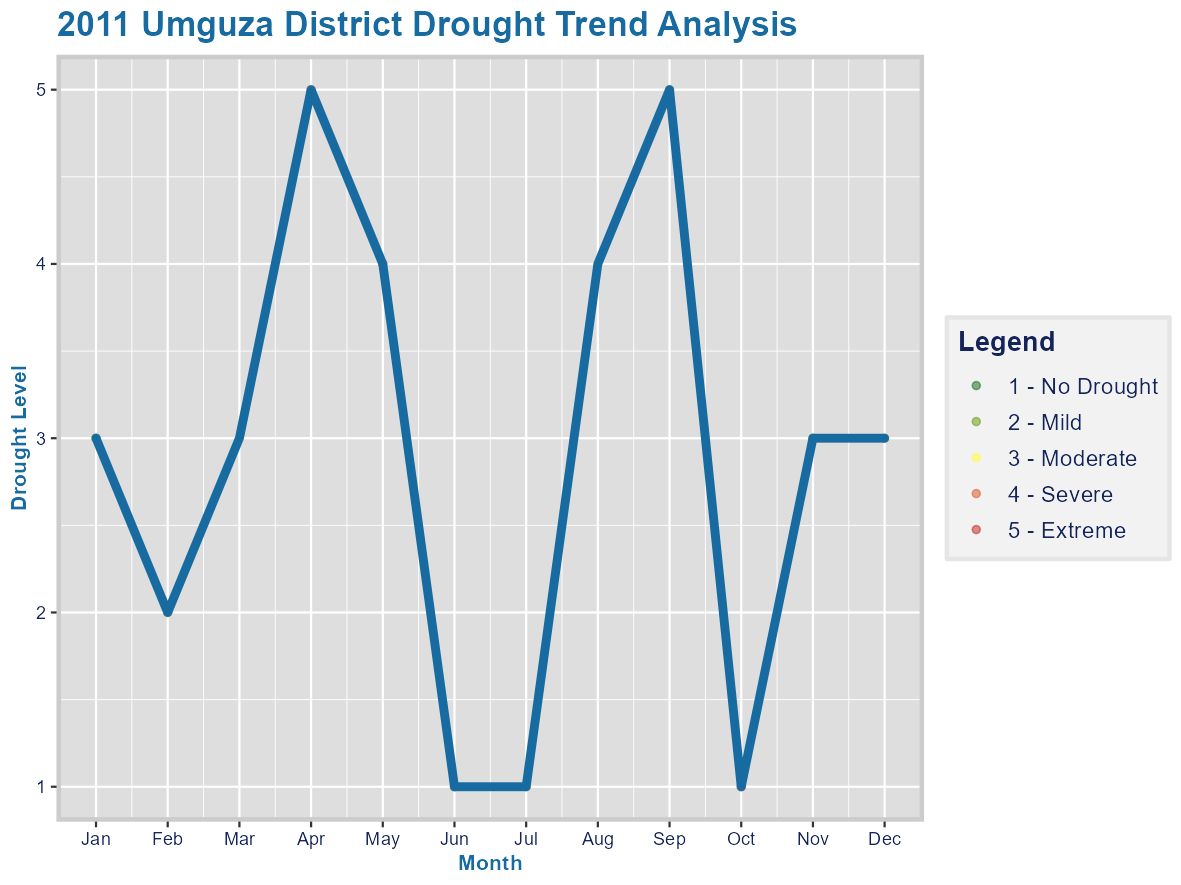 2011 Umguza District Drought Trend Analysis
5
4
3
2
1
Drought Level
Jan Feb Mar Apr May Jun Jul Aug Sep Oct Nov Dec
Month
Legend
1 - No Drought
2 - Mild
3 - Moderate
4 - Severe
5 - Extreme